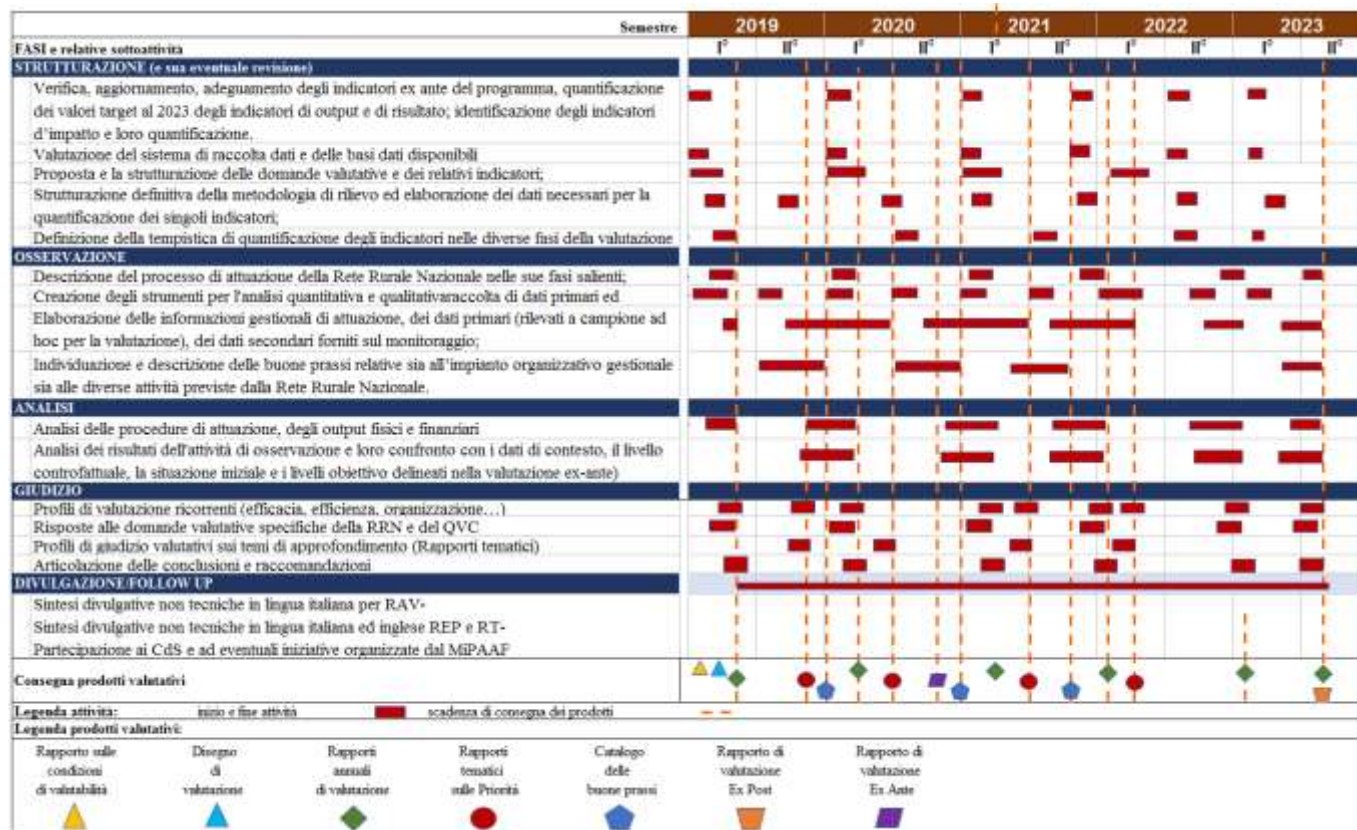 Semestre 2019 2020 2021 2022 2023
FASI e relative sottoattività I° II° I° II° I° II° I° II° I° II°
STRUTTURAZIONE (e sua eventuale revisione)
Verifica, aggiornamento, adeguamento degli indicatori ex ante del programma, quantificazione
dei valori target al 2023 degli indicatori di output e di risultato; identificazione degli indicatori
d'impatto e loro quantificazione.
Valutazione del sistema di raccolta dati e delle basi dati disponibili
Proposta e la strutturazione delle domande valutative e dei relativi indicatori;
Strutturazione definitiva della metodologia di rilievo ed elaborazione dei dati necessari per la
quantificazione dei singoli indicatori;
Definizione della tempistica di quantificazione degli indicatori nelle diverse fasi della valutazione
OSSERVAZIONE
Descrizione del processo di attuazione della Rete Rurale Nazionale nelle sue fasi salienti;
Creazione degli strumenti per l'analisi quantitativa e qualitativaraccolta di dati primari ed
Elaborazione delle informazioni gestionali di attuazione, dei dati primari (rilevati a campione ad
hoc per la valutazione), dei dati secondari forniti sul monitoraggio;
Individuazione e descrizione delle buone prassi relative sia all'impianto organizzativo gestionale
sia alle diverse attività previste dalla Rete Rurale Nazionale.
ANALISI
Analisi delle procedure di attuazione, degli output fisici e finanziari
Analisi dei risultati dell'attività di osservazione e loro confronto con i dati di contesto, il livello
controfattuale, la situazione iniziale e i livelli obiettivo delineati nella valutazione ex-ante)
GIUDIZIO
Profili di valutazione ricorrenti (efficacia, efficienza, organizzazione…)
Risposte alle domande valutative specifiche della RRN e del QVC
Profili di giudizio valutativi sui temi di approfondimento (Rapporti tematici)
Articolazione delle conclusioni e raccomandazioni
DIVULGAZIONE/FOLLOW UP
Sintesi divulgative non tecniche in lingua italiana per RAV-
Sintesi divulgative non tecniche in lingua italiana ed inglese REP e RT-
Partecipazione ai CdS e ad eventuali iniziative organizzate dal MiPAAF
Consegna prodotti valutativi
Legenda attività: inizio e fine attività scadenza di consegna dei prodotti
Legenda prodotti valutativi:
Rapporto sulle Disegno Rapporti Rapporti Catalogo Rapporto di Rapporto di
condizioni di annuali tematici delle valutazione valutazione
di valutabilità valutazione di valutazione sulle Priorità buone prassi Ex Post Ex Ante